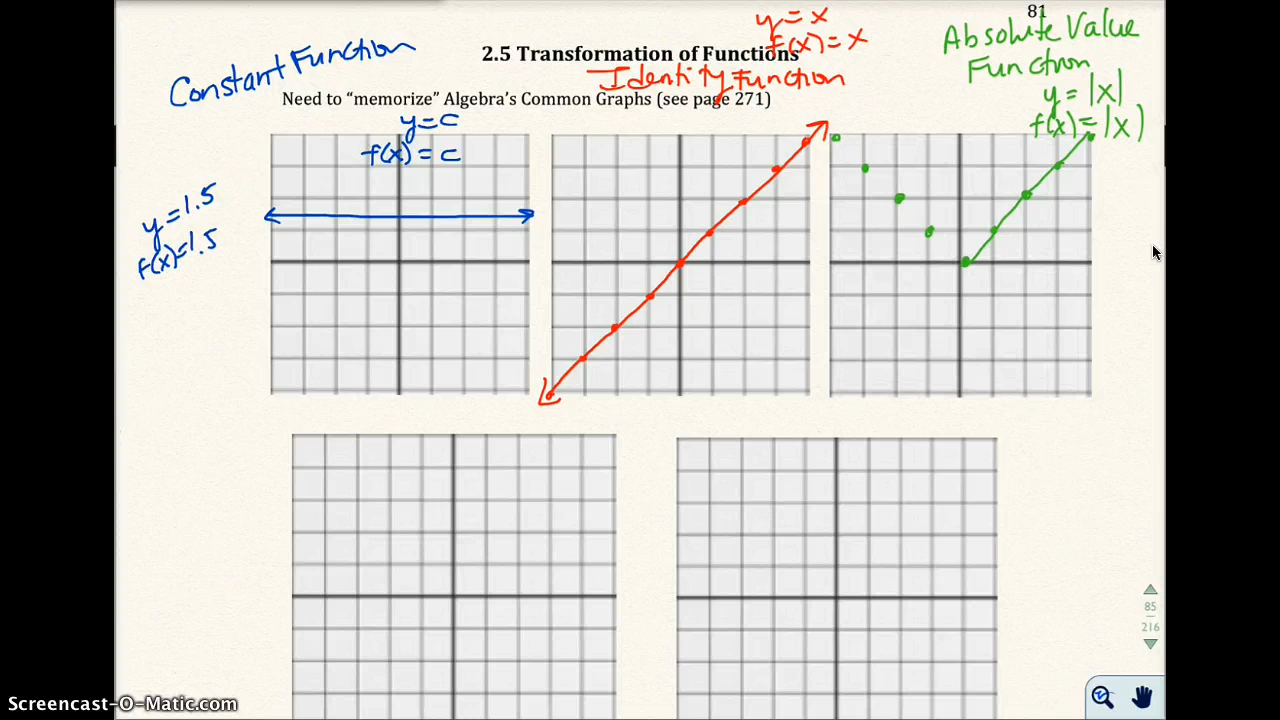 81
2.5 Transformation of Functions
Need to “memorize” Algebra’s Common Graphs (see page 271)
Constant Function
y = c
f(x) = c
y = 1.5
f(x) = 1.5
y = x
f(x) = x
Identity Function
Absolute Value
Function
y = |x|
f(x) = |x|
85
216
Screencast-O-Matic.com